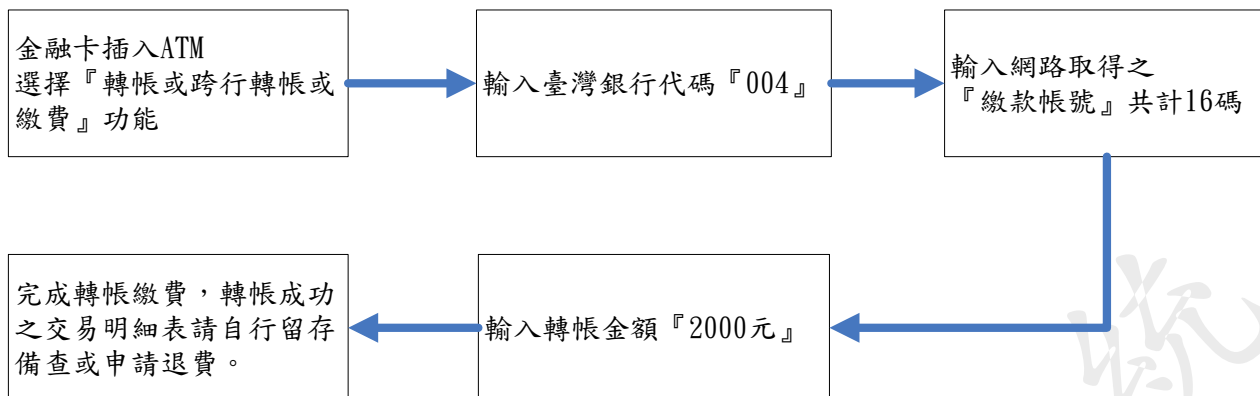 金融卡插入ATM
選擇『轉帳或跨行轉帳或
繳費』功能
輸入臺灣銀行代碼『004』
輸入網路取得之
『繳款帳號』共計16碼
輸入轉帳金額『2000元』
完成轉帳繳費，轉帳成功
之交易明細表請自行留存
備查或申請退費。